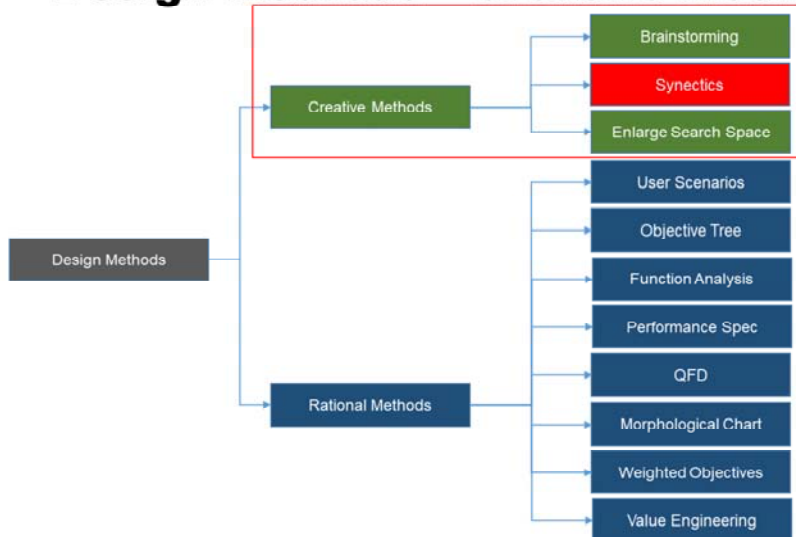 Brainstorming
Synectics
Creative Methods
Enlarge Search Space
User Scenarios
Objective Tree
Design Methods
Function Analysis
Performance Spec
QFD
Rational Methods
Morphological Chart
Weighted Objectives
Value Engineering